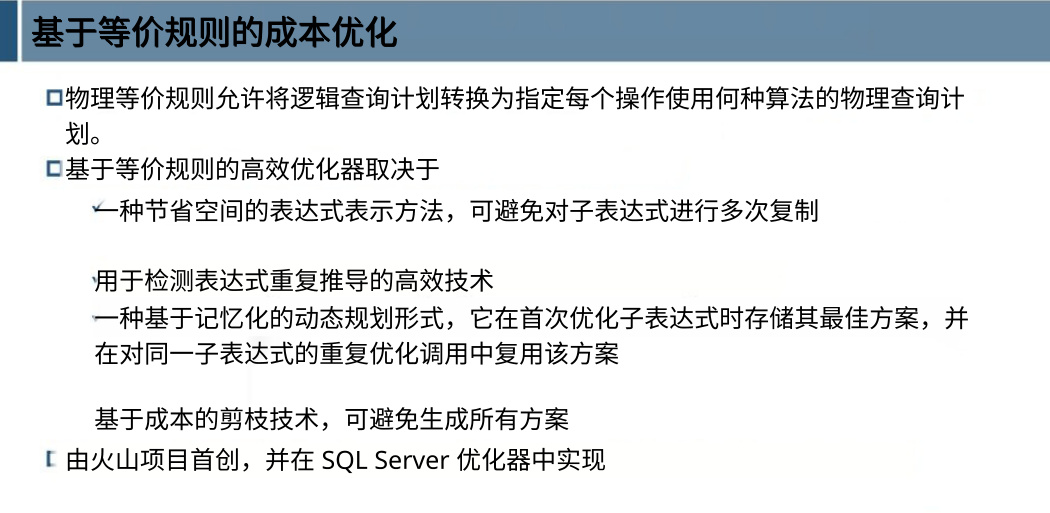 基于等价规则的成本优化
物理等价规则允许将逻辑查询计划转换为指定每个操作使用何种算法的物理查询计
划。
基于等价规则的高效优化器取决于
一种节省空间的表达式表示方法，可避免对子表达式进行多次复制
用于检测表达式重复推导的高效技术
一种基于记忆化的动态规划形式，它在首次优化子表达式时存储其最佳方案，并
在对同一子表达式的重复优化调用中复用该方案
基于成本的剪枝技术，可避免生成所有方案
由火山项目首创，并在 SQL Server 优化器中实现